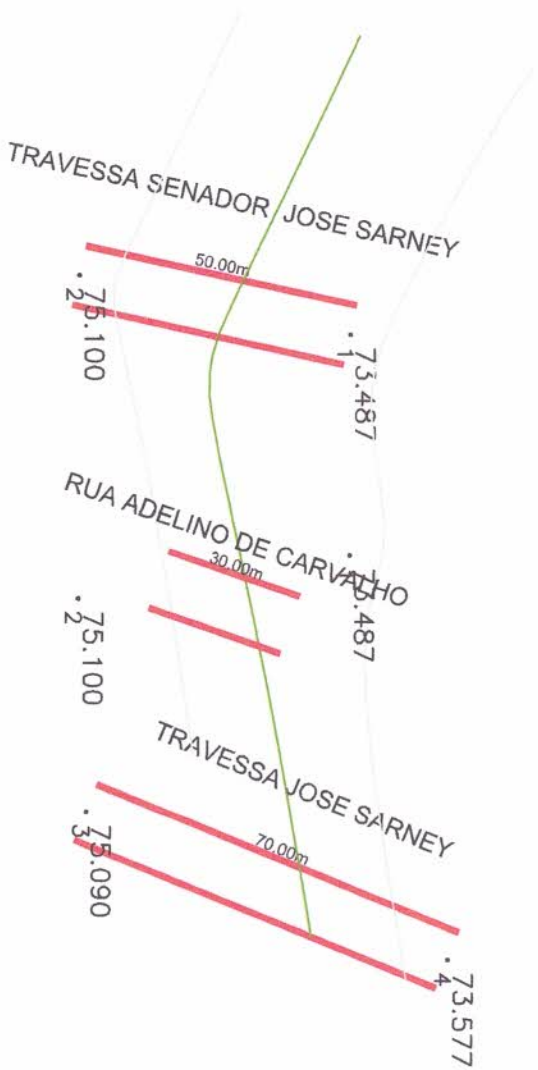 TRAVESSA SENADOR JOSE SARNEY
50.00m
75.100
2
73.487
1
RUA ADELINO DE CARVALHO
30.00m
.487
75.100
2
TRAVESSA JOSE SARNEY
70.00m
75.090
3
73.577
4